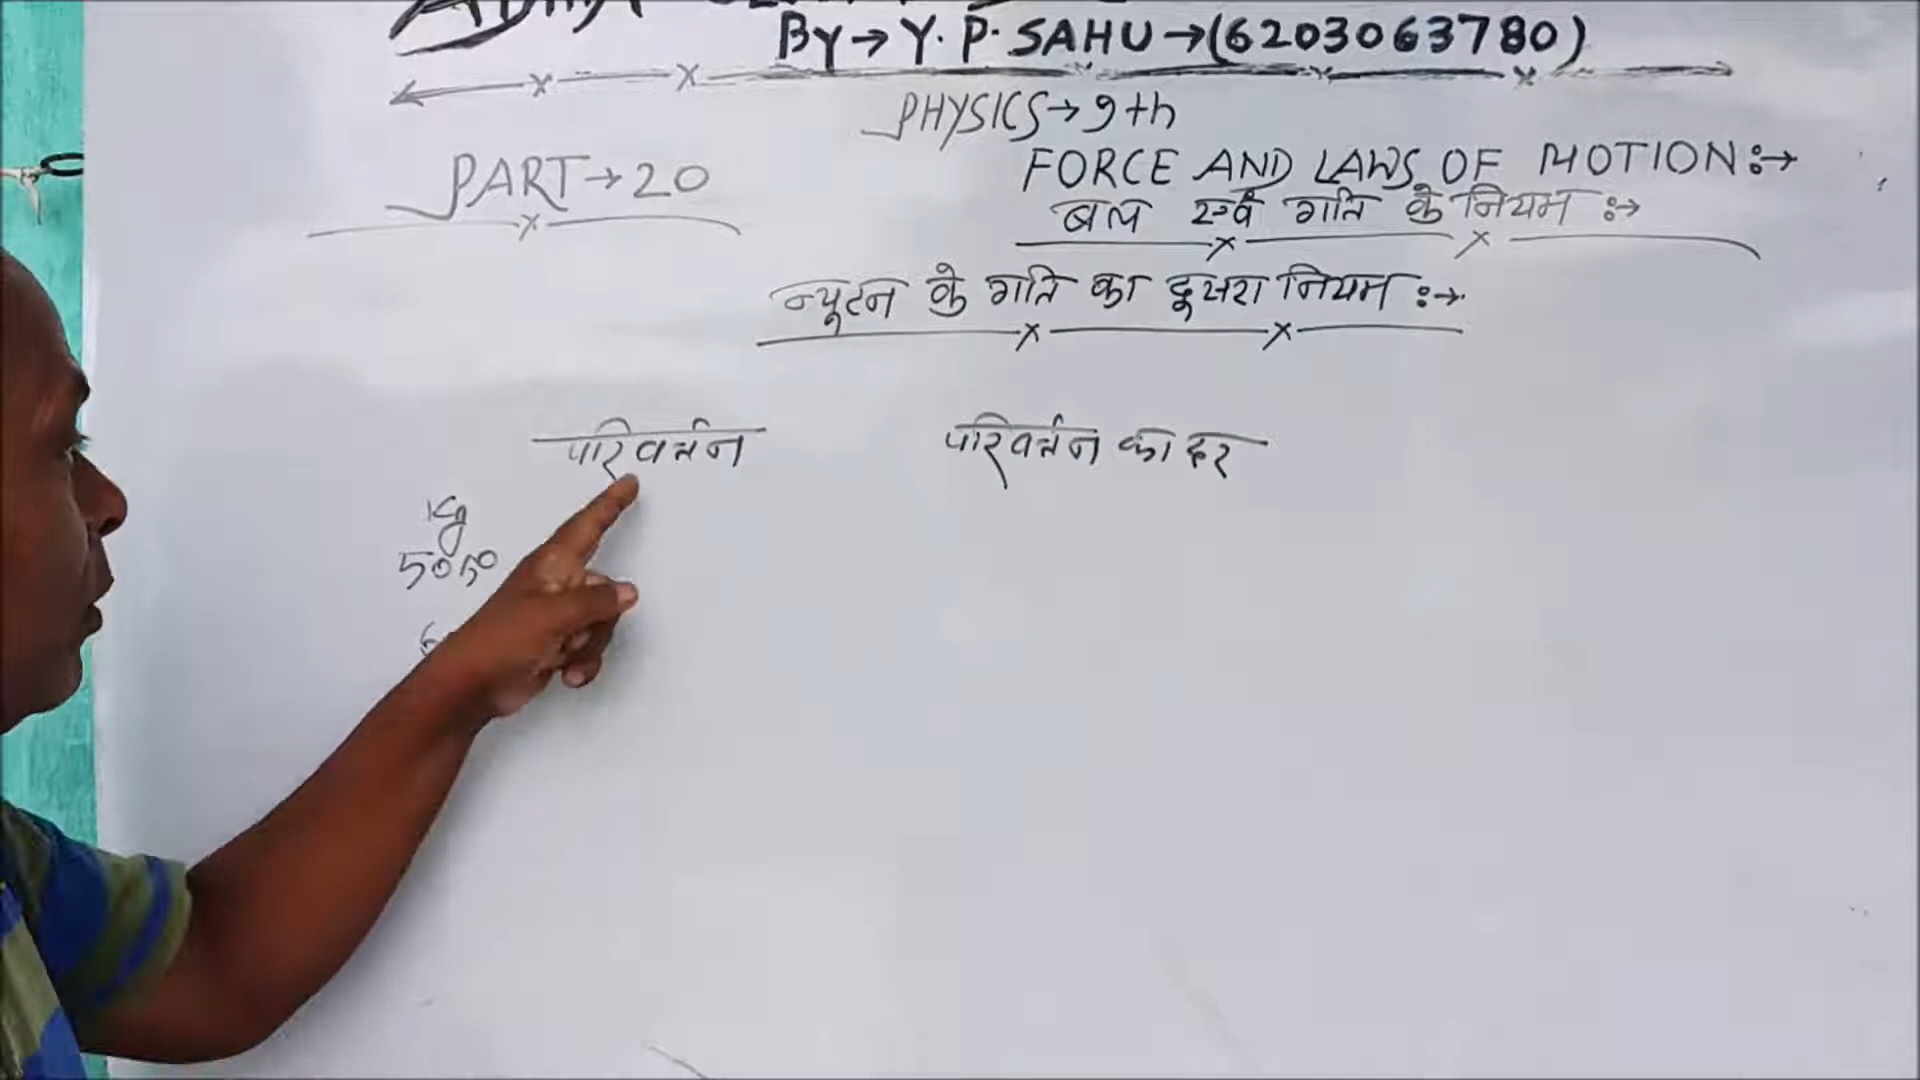 By→ Y. P. SAHU→(6203063780)
PHYSICS→9th
PART→20
FORCE AND LAWS OF MOTION:→
बल एवं गति के नियम :→
न्यूटन के गति का दूसरा नियम :→
परिवर्तन परिवर्तन का दर
Kg
50